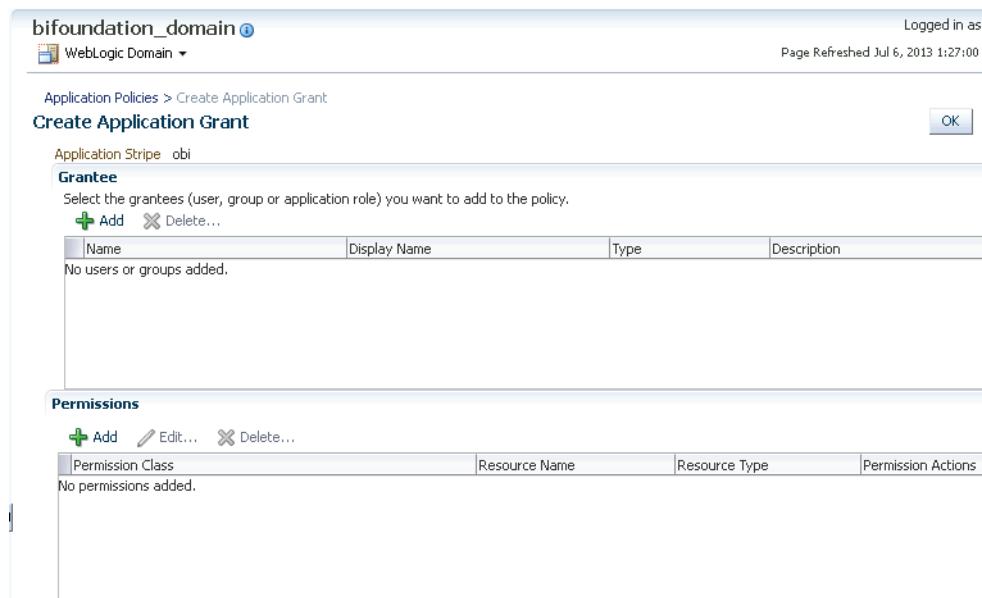 bifoundation_domain
Logged in as
WebLogic Domain
Page Refreshed Jul 6, 2013 1:27:00
Application Policies > Create Application Grant
Create Application Grant
OK
Application Stripe obi
Grantee
Select the grantees (user, group or application role) you want to add to the policy.
Add Delete...
Name Display Name Type Description
No users or groups added.
Permissions
Add Edit... Delete...
Permission Class Resource Name Resource Type Permission Actions
No permissions added.